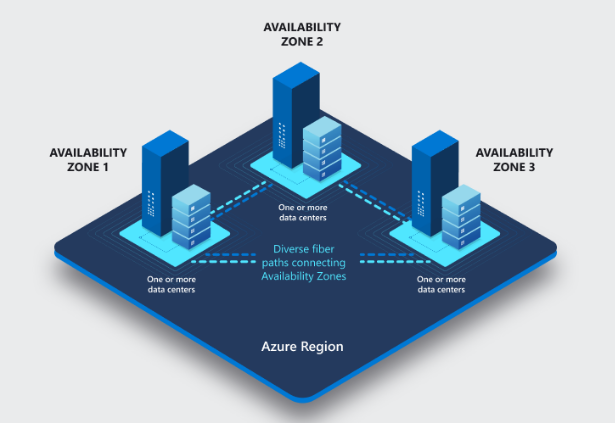 AVAILABILITY
ZONE 2
AVAILABILITY
ZONE 1
AVAILABILITY
ZONE 3
One or more
data centers
Diverse fiber
paths connecting
Availability Zones
One or more
data centers
One or more
data centers
Azure Region